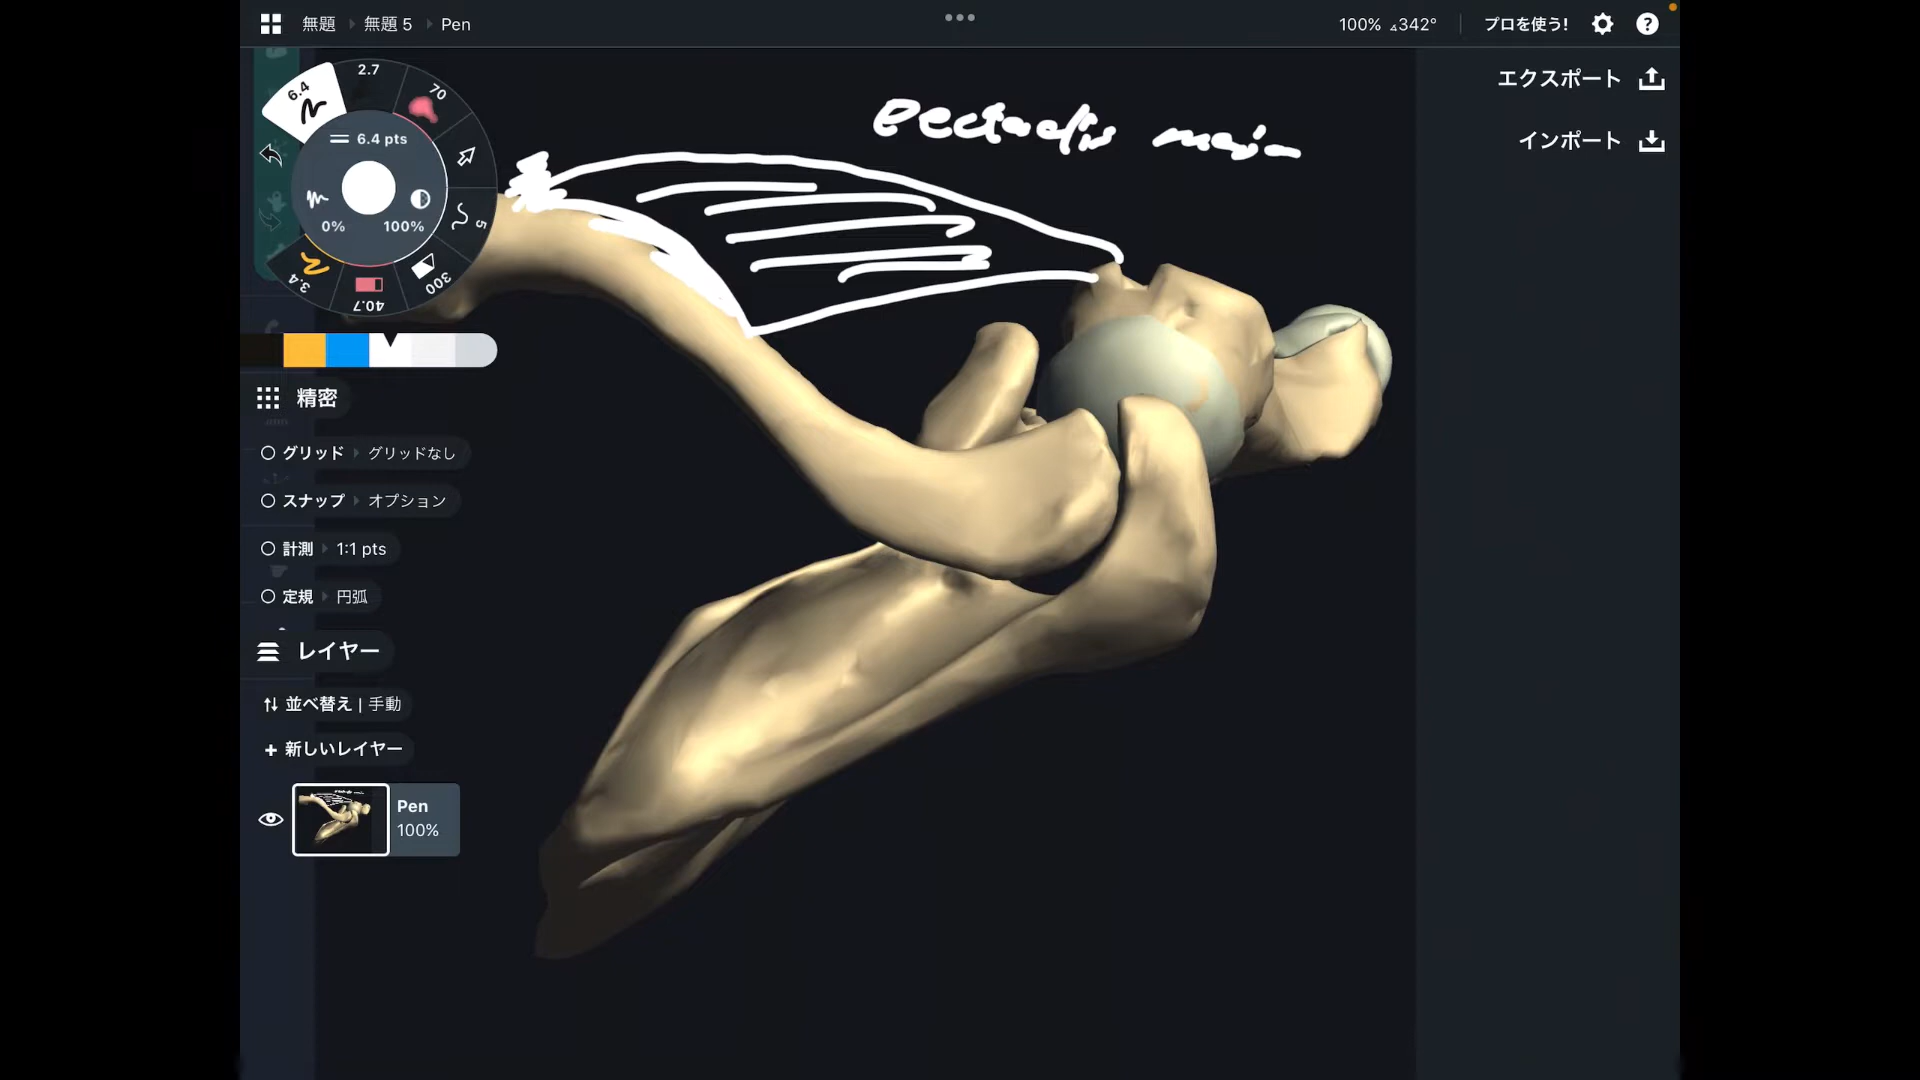 無題 無題 5 Pen
100% ⊿342° プロを使う!
エクスポート
インポート
Pectoralis major
2.7
6.4
70
6.4 pts
0% 100%
5
3.4
40.7
300
精密
グリッド グリッドなし
スナップ オプション
計測 1:1 pts
定規 円弧
レイヤー
並べ替え | 手動
+ 新しいレイヤー
Pen
100%